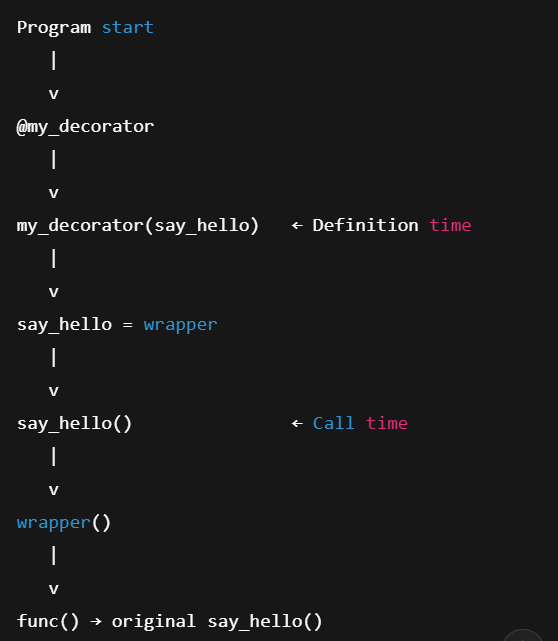 Program start
|
v
@my_decorator
|
v
my_decorator(say_hello) ← Definition time
|
v
say_hello = wrapper
|
v
say_hello() ← Call time
|
v
wrapper()
|
v
func() → original say_hello()